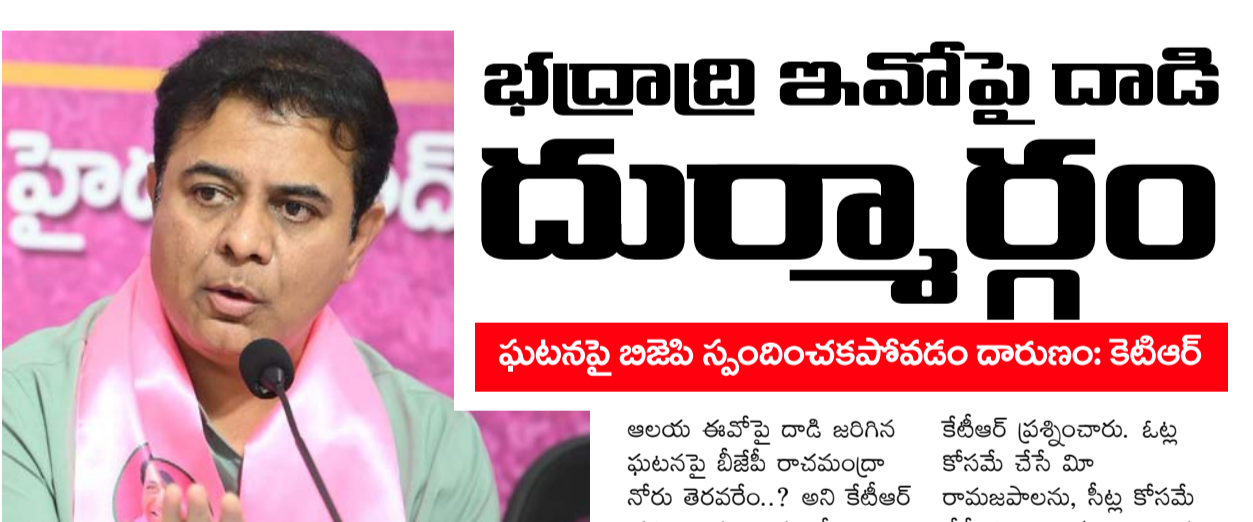 భద్రాద్రి ఇవోపై దాడి
దుర్మార్గం
ఘటనపై బిజెపి స్పందించకపోవడం దారుణం: కెటిఆర్
ఆలయ ఈవోపై దాడి జరిగిన
ఘటనపై బీజేపీ రాచమంద్రా
నోరు తెరవరేం..? అని కేటీఆర్
కేటీఆర్ ప్రశ్నించారు. ఓట్ల
కోసమే చేసే మీ
రామజపాలను, సీట్ల కోసమే